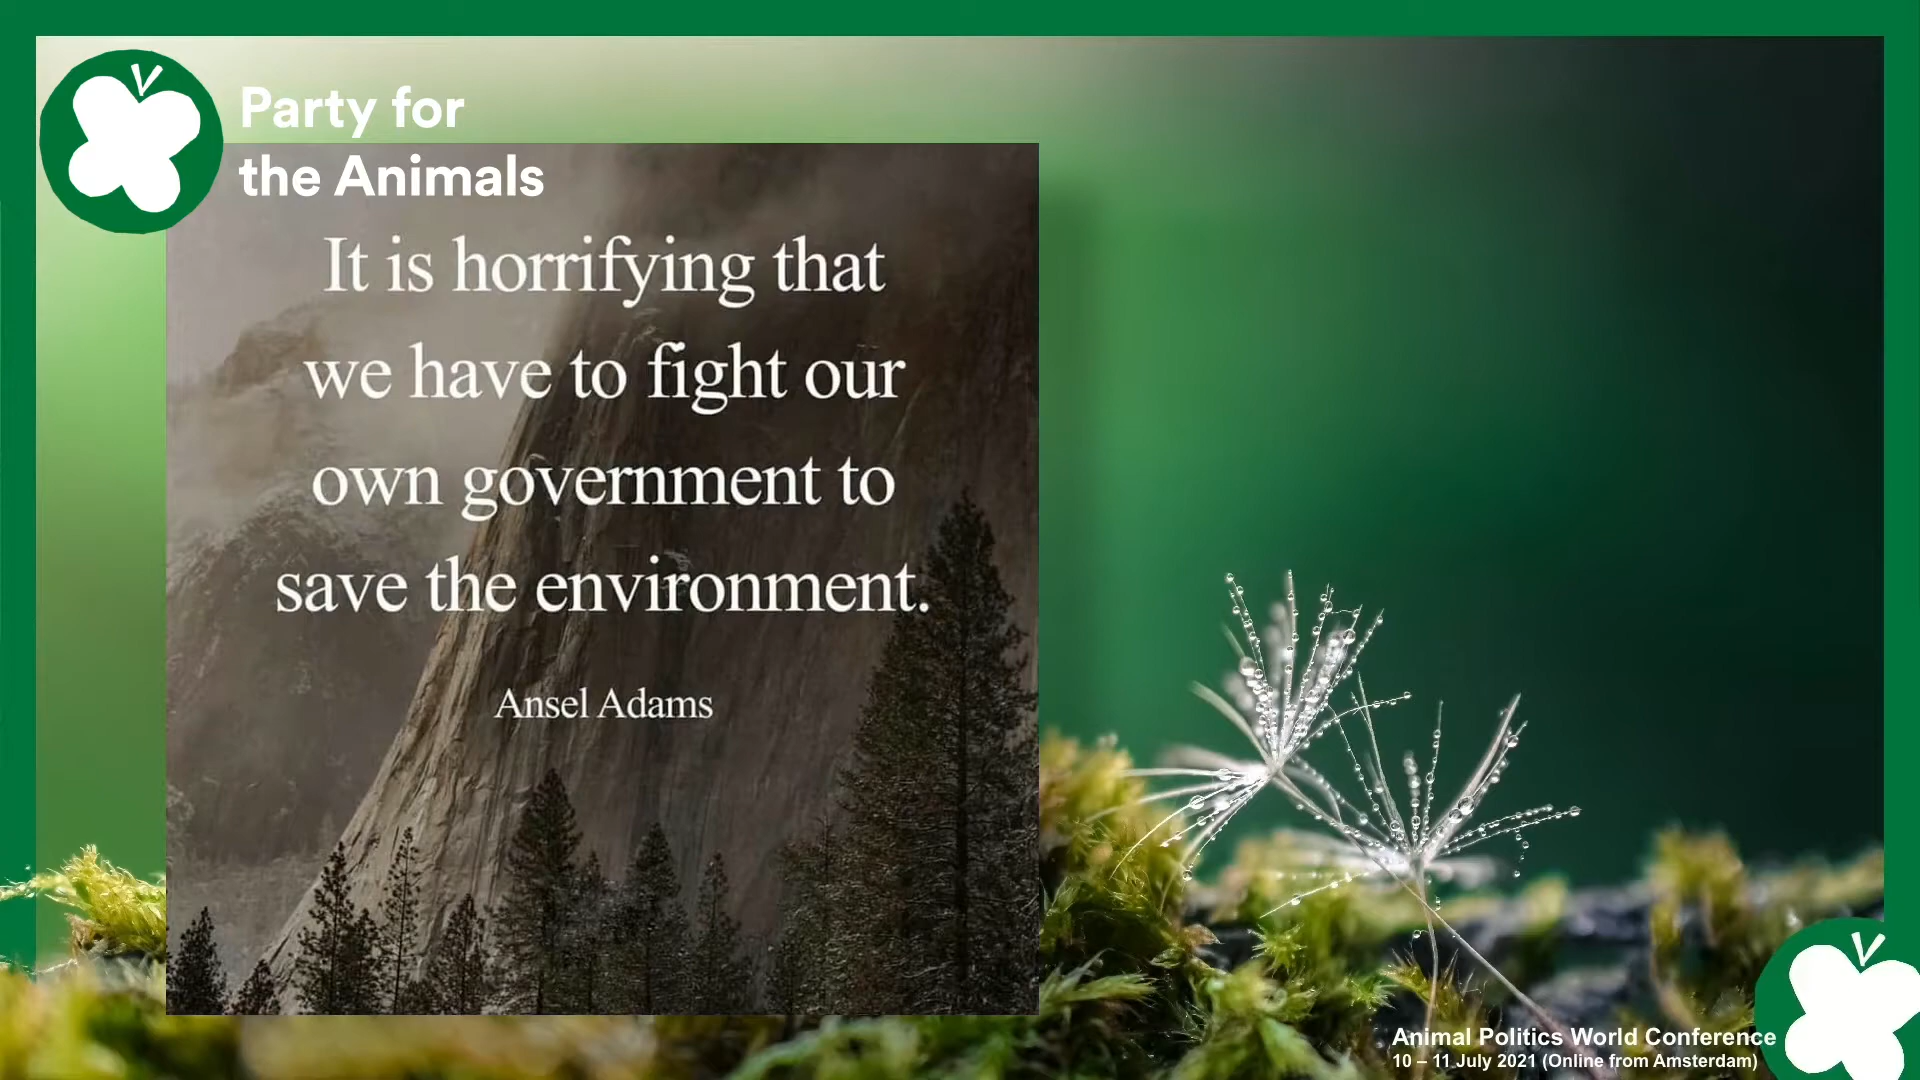 Party for
the Animals
It is horrifying that
we have to fight our
own government to
save the environment.
Ansel Adams
Animal Politics World Conference
10 – 11 July 2021 (Online from Amsterdam)